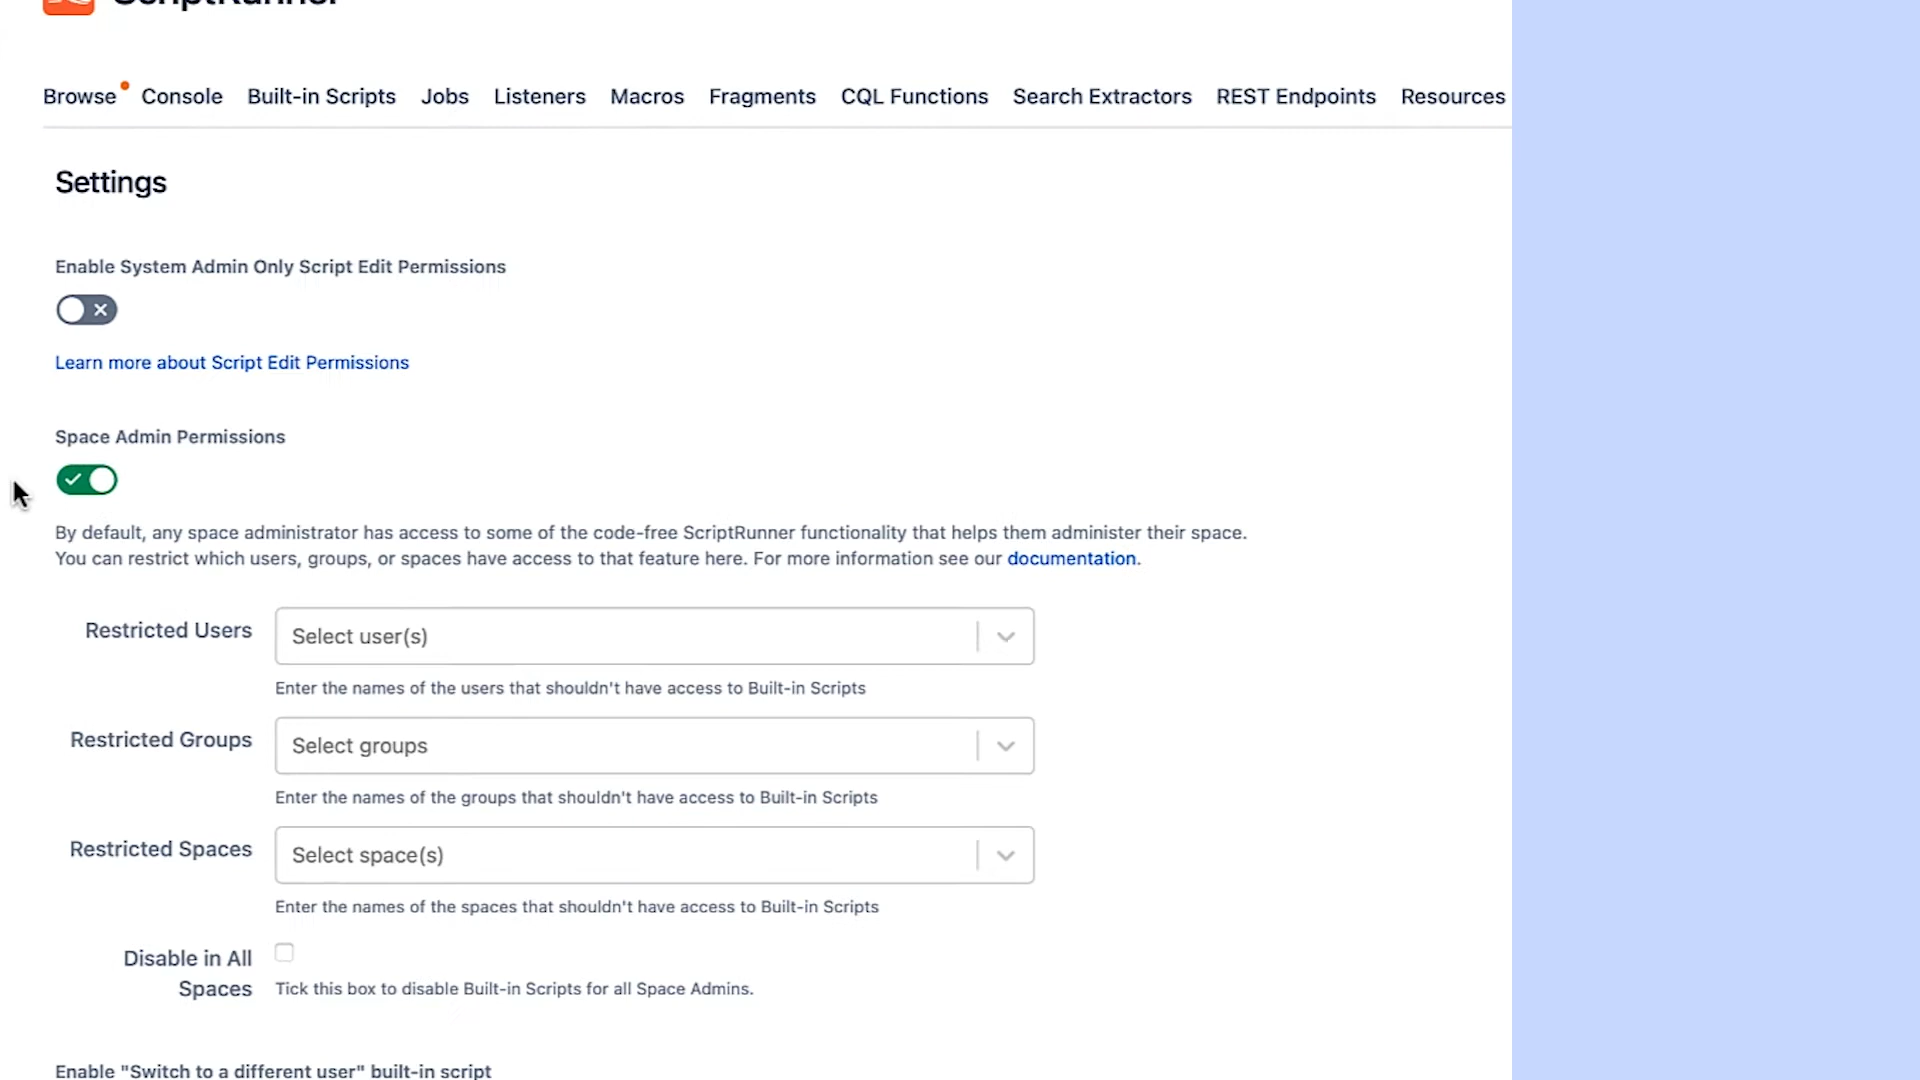 ScriptRunner
Browse Console Built-in Scripts Jobs Listeners Macros Fragments CQL Functions Search Extractors REST Endpoints Resources
Settings
Enable System Admin Only Script Edit Permissions
Learn more about Script Edit Permissions
Space Admin Permissions
By default, any space administrator has access to some of the code-free ScriptRunner functionality that helps them administer their space.
You can restrict which users, groups, or spaces have access to that feature here. For more information see our documentation.
Restricted Users Select user(s)
Enter the names of the users that shouldn't have access to Built-in Scripts
Restricted Groups Select groups
Enter the names of the groups that shouldn't have access to Built-in Scripts
Restricted Spaces Select space(s)
Enter the names of the spaces that shouldn't have access to Built-in Scripts
Disable in All
Spaces Tick this box to disable Built-in Scripts for all Space Admins.
Enable "Switch to a different user" built-in script